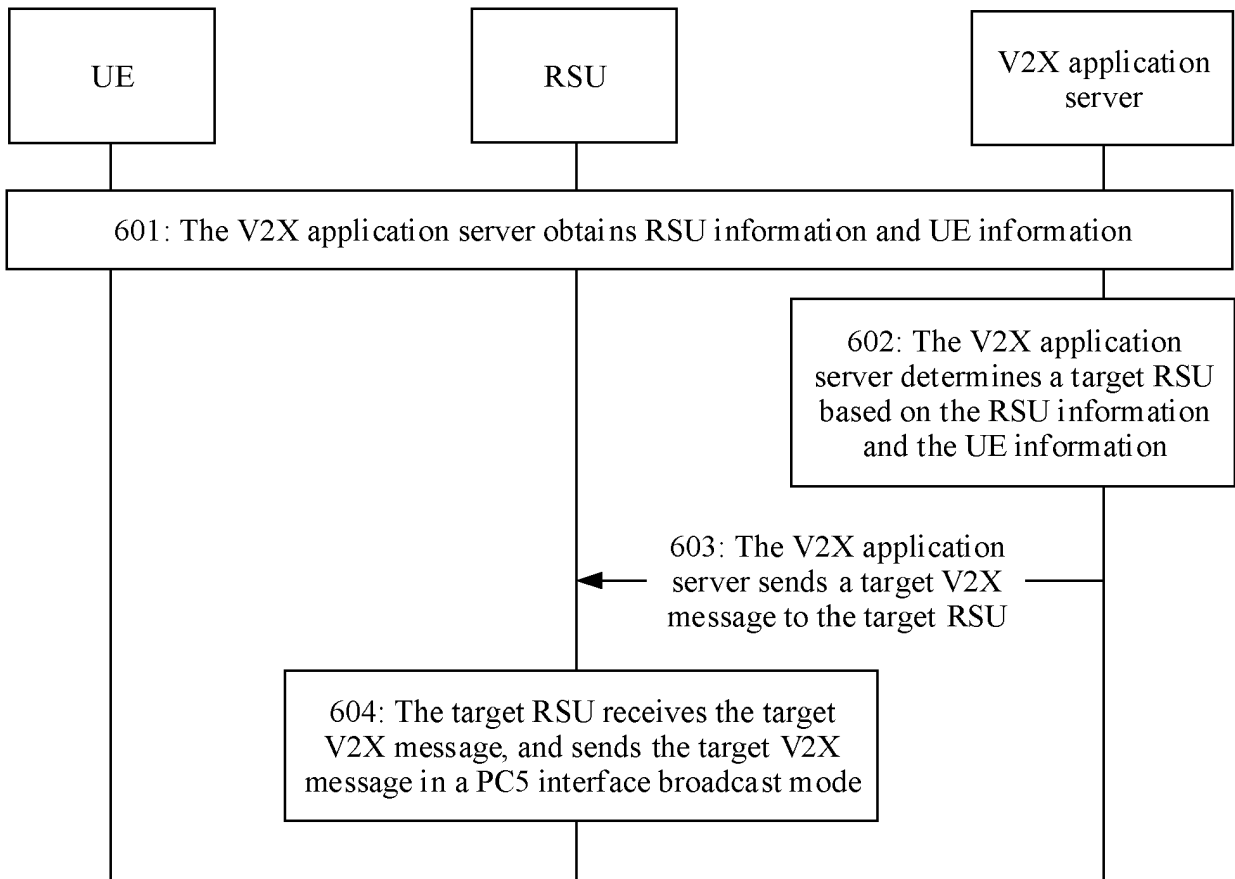 UE
RSU
V2X application
server
601: The V2X application server obtains RSU information and UE information
602: The V2X application
server determines a target RSU
based on the RSU information
and the UE information
603: The V2X application
server sends a target V2X
message to the target RSU
604: The target RSU receives the target
V2X message, and sends the target V2X
message in a PC5 interface broadcast mode